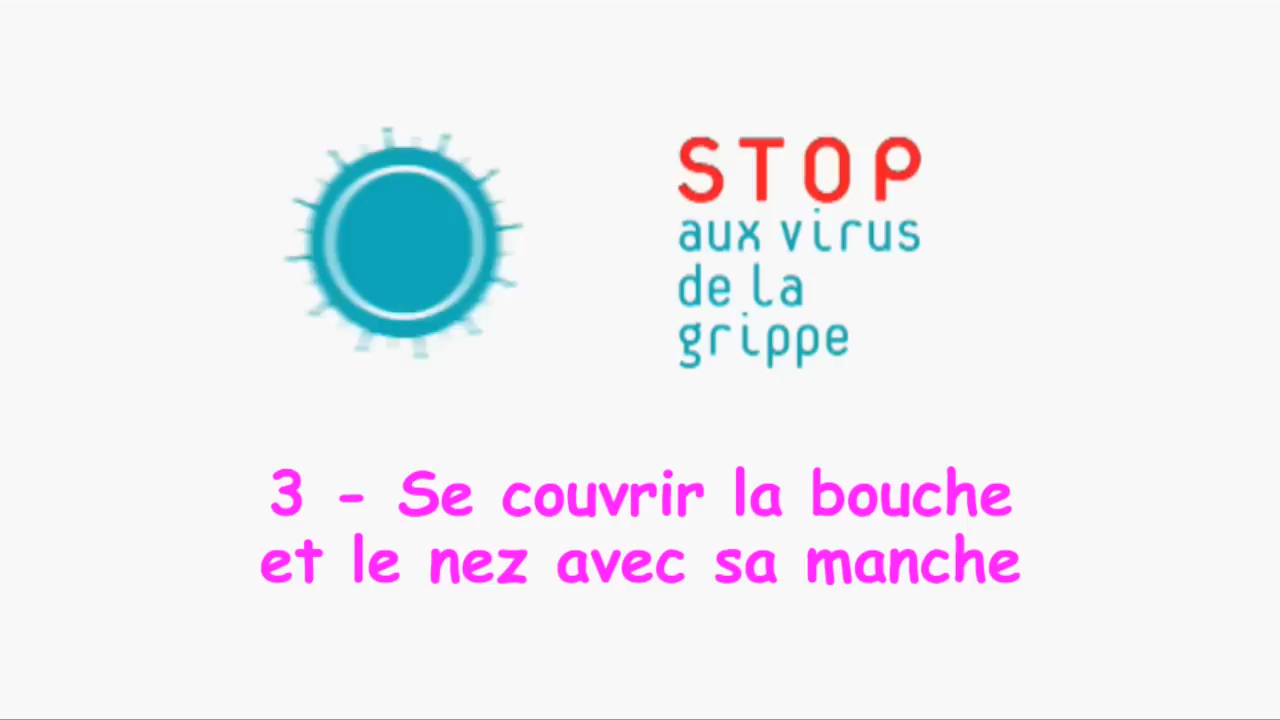 STOP
aux virus
de la
grippe
3 - Se couvrir la bouche
et le nez avec sa manche